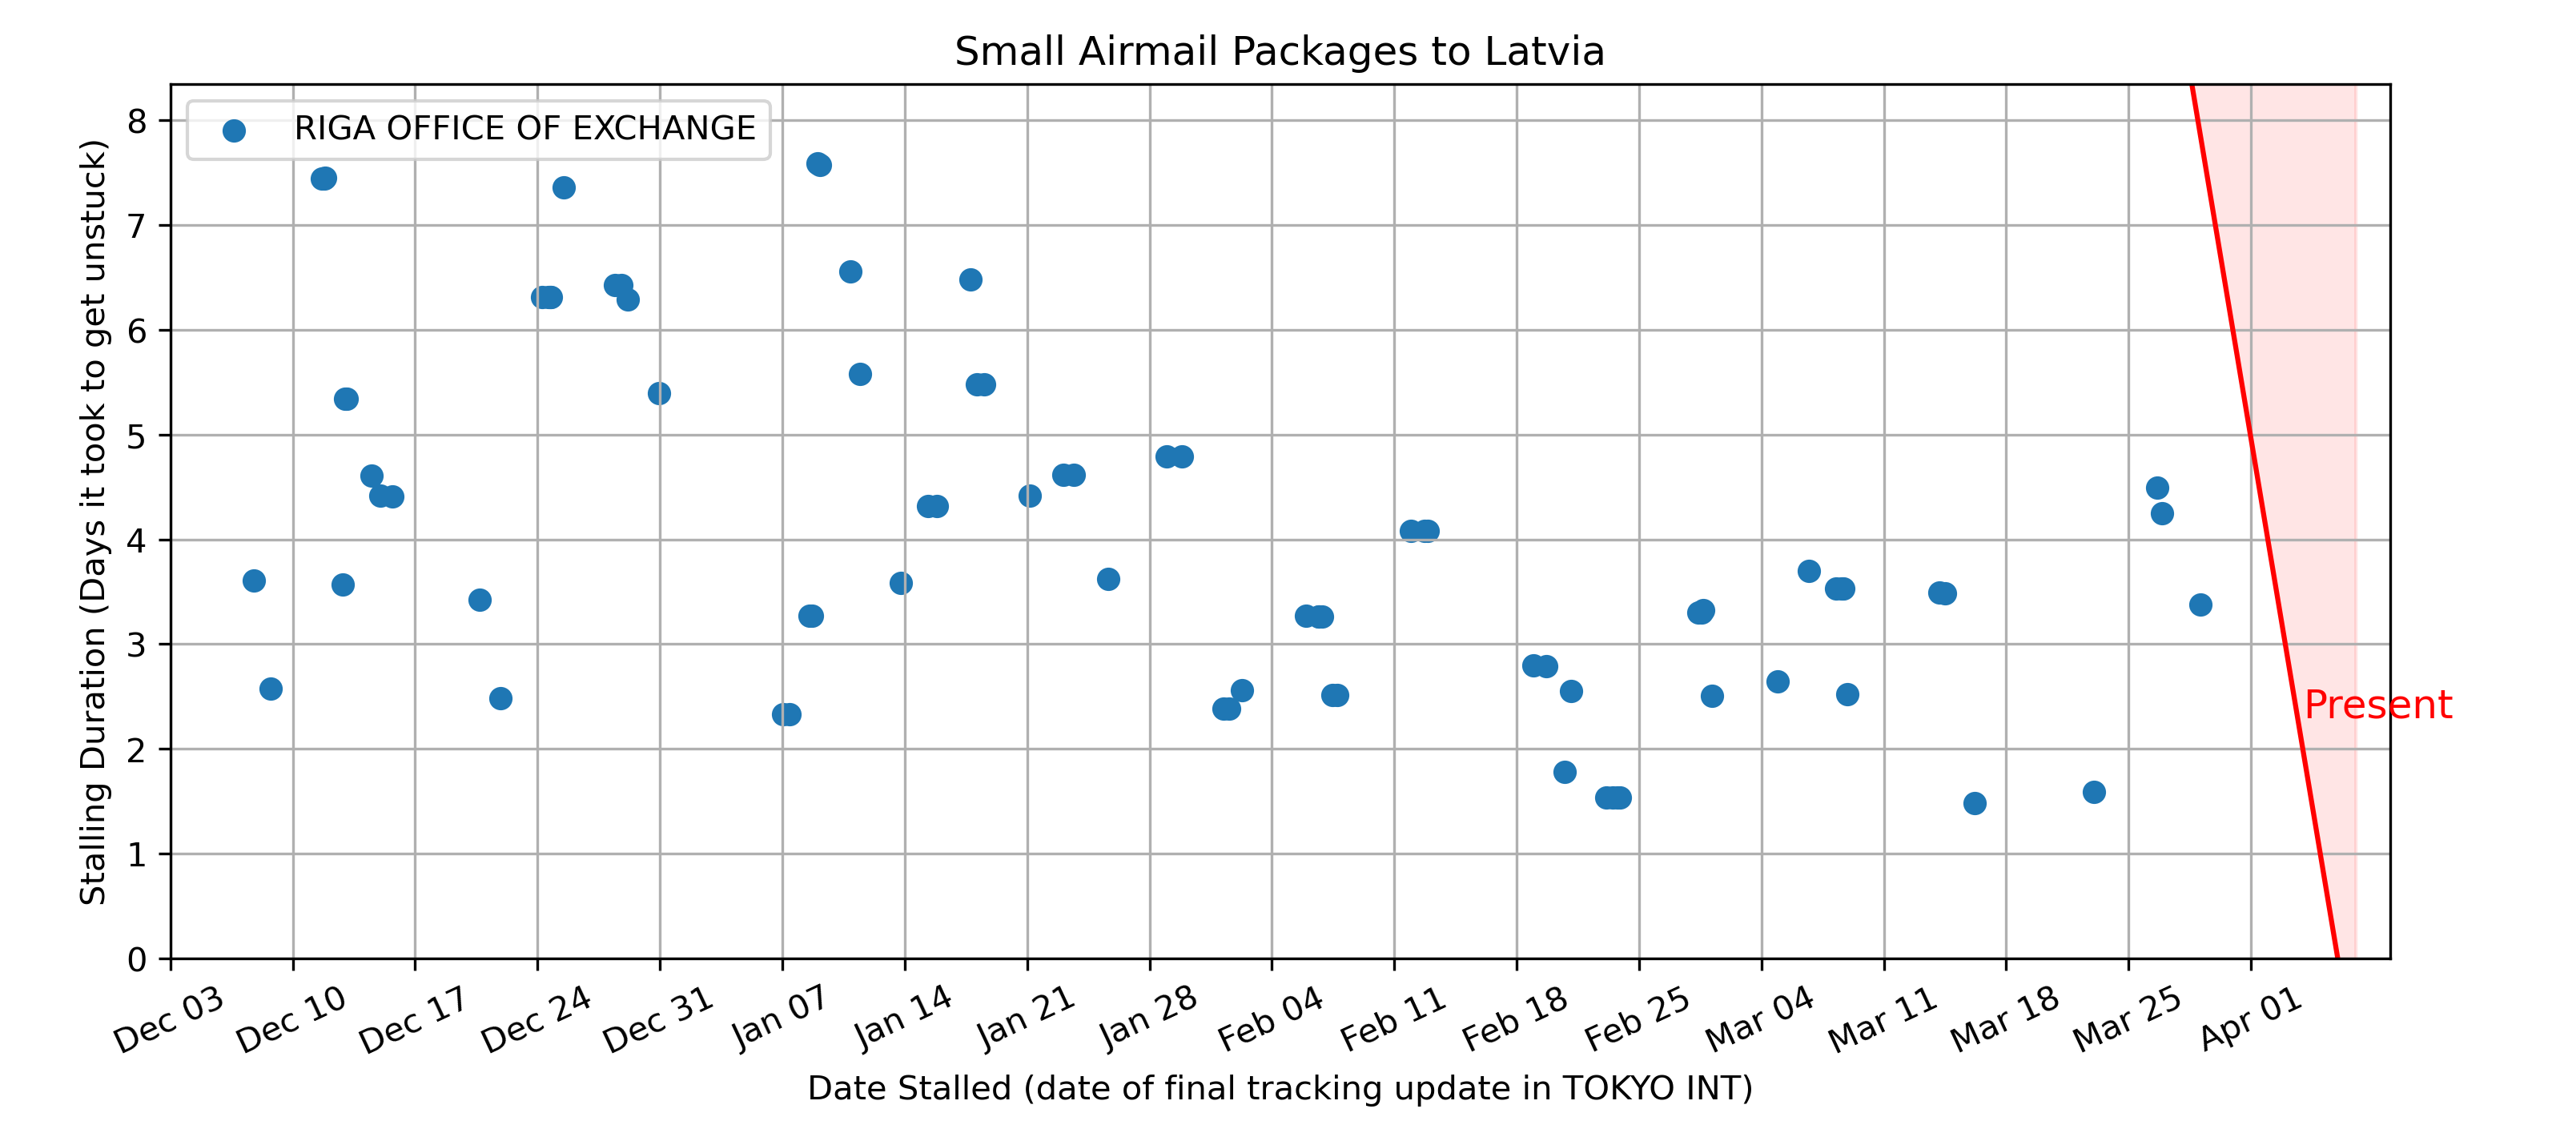 Small Airmail Packages to Latvia
RIGA OFFICE OF EXCHANGE
Stalling Duration (Days it took to get unstuck)
8
7
6
5
4
3
2
1
0
Present
Dec 03
Dec 10
Dec 17
Dec 24
Dec 31
Jan 07
Jan 14
Jan 21
Jan 28
Feb 04
Feb 11
Feb 18
Feb 25
Mar 04
Mar 11
Mar 18
Mar 25
Apr 01
Date Stalled (date of final tracking update in TOKYO INT)